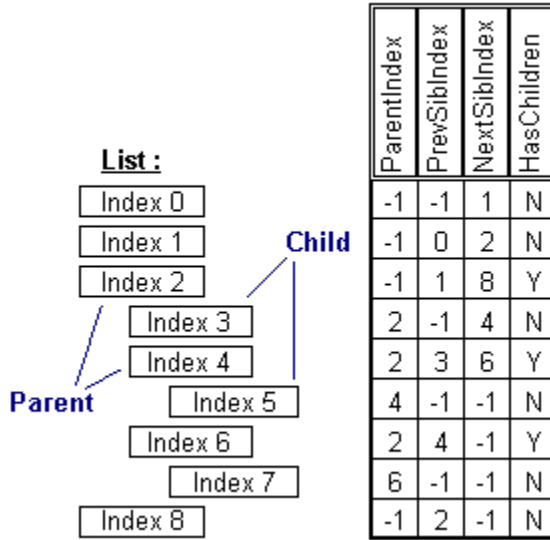 ParentIndex PrevSibIndex NextSibIndex HasChildren
List :
Index 0 -1 -1 1 N
Index 1 Child -1 0 2 N
Index 2 -1 1 8 Y
Index 3 2 -1 4 N
Index 4 2 3 6 Y
Parent Index 5 4 -1 -1 N
Index 6 2 4 -1 Y
Index 7 6 -1 -1 N
Index 8 -1 2 -1 N